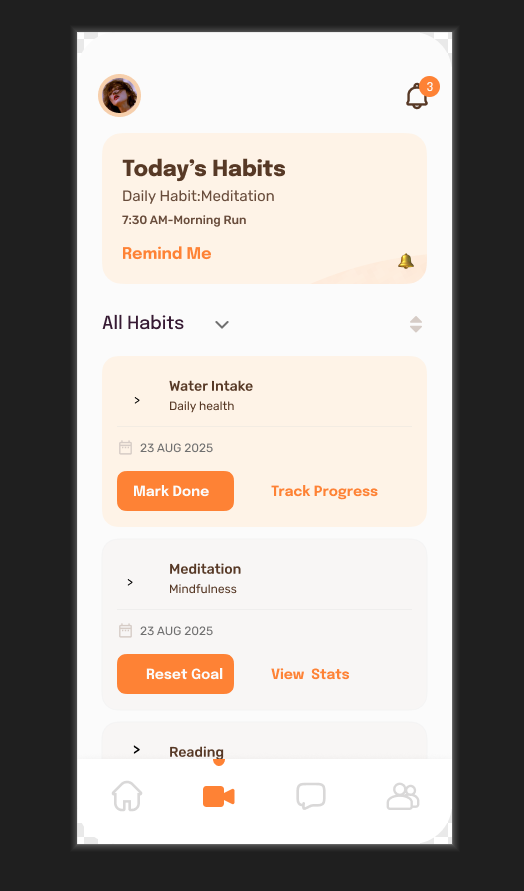 3
Today’s Habits
Daily Habit:Meditation
7:30 AM-Morning Run
Remind Me
All Habits
>
Water Intake
Daily health
23 AUG 2025
Mark Done Track Progress
>
Meditation
Mindfulness
23 AUG 2025
Reset Goal View  Stats
> Reading